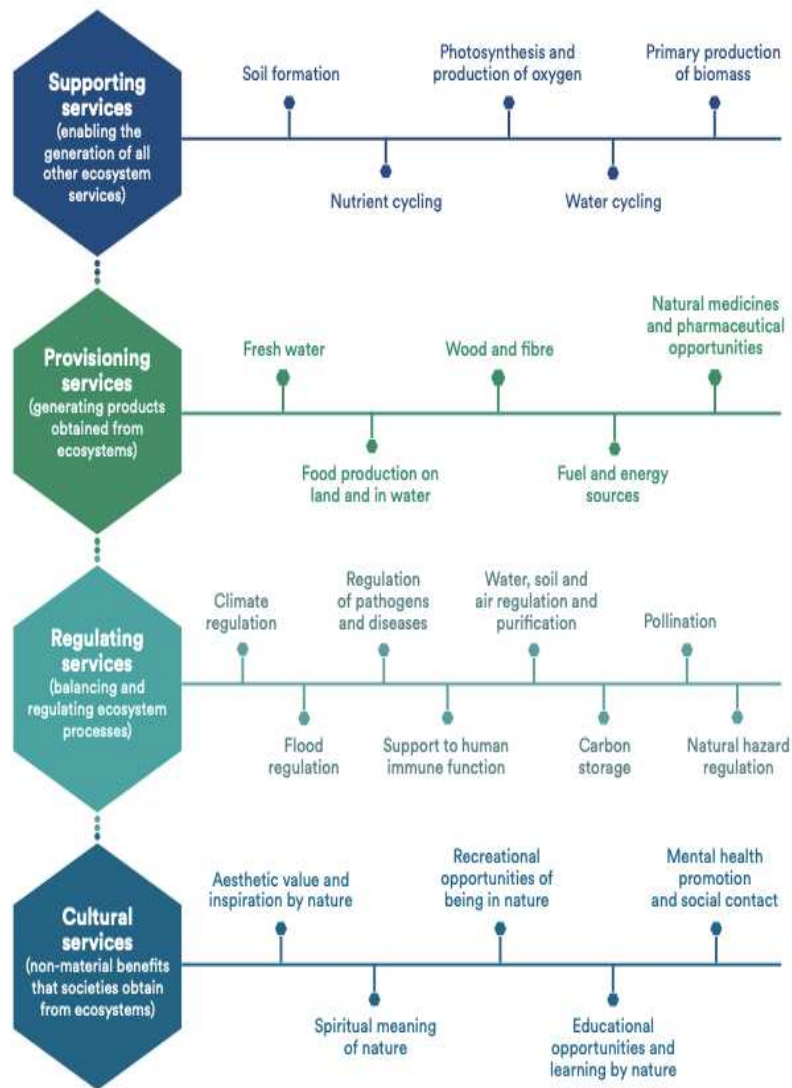 Supporting
services
(enabling the
generation of all
other ecosystem
services)
Soil formation
Nutrient cycling
Photosynthesis and
production of oxygen
Water cycling
Primary production
of biomass
Provisioning
services
(generating products
obtained from
ecosystems)
Fresh water
Food production on
land and in water
Wood and fibre
Fuel and energy
sources
Natural medicines
and pharmaceutical
opportunities
Regulating
services
(balancing and
regulating ecosystem
processes)
Climate
regulation
Flood
regulation
Regulation
of pathogens
and diseases
Support to human
immune function
Water, soil and
air regulation and
purification
Carbon
storage
Pollination
Natural hazard
regulation
Cultural
services
(non-material benefits
that societies obtain
from ecosystems)
Aesthetic value and
inspiration by nature
Spiritual meaning
of nature
Recreational
opportunities of
being in nature
Educational
opportunities and
learning by nature
Mental health
promotion
and social contact